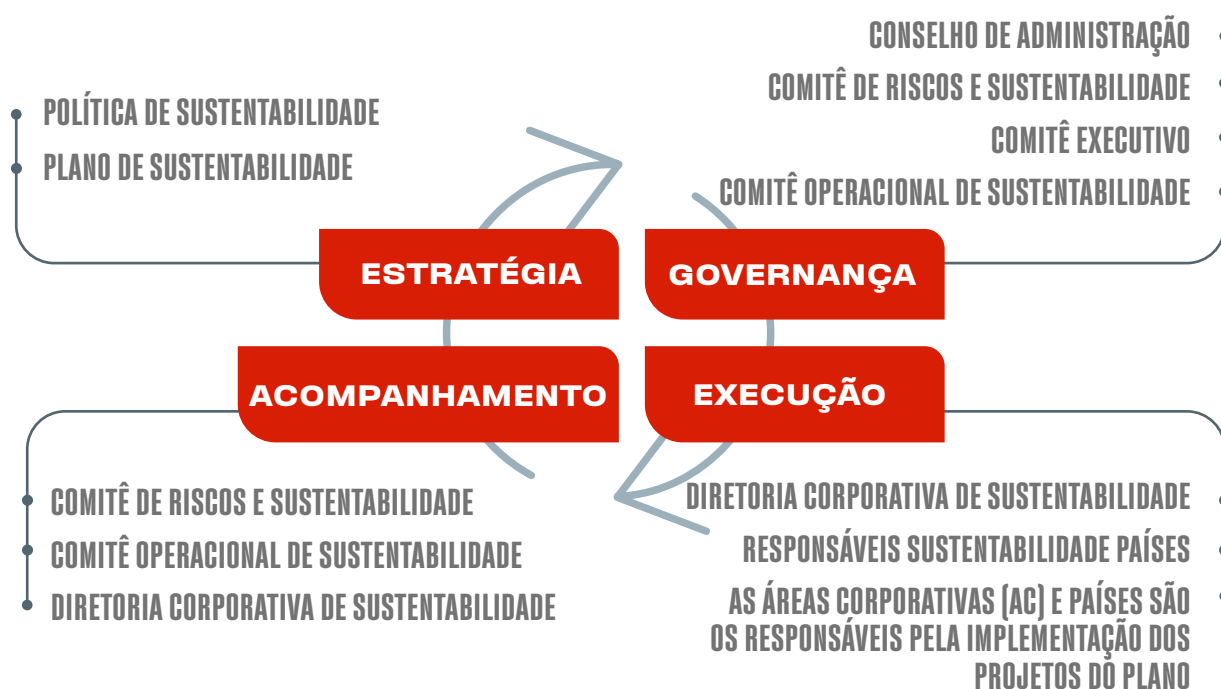 POLÍTICA DE SUSTENTABILIDADE
PLANO DE SUSTENTABILIDADE
CONSELHO DE ADMINISTRAÇÃO
COMITÊ DE RISCOS E SUSTENTABILIDADE
COMITÊ EXECUTIVO
COMITÊ OPERACIONAL DE SUSTENTABILIDADE
ESTRATÉGIA
GOVERNANÇA
ACOMPANHAMENTO
EXECUÇÃO
COMITÊ DE RISCOS E SUSTENTABILIDADE
COMITÊ OPERACIONAL DE SUSTENTABILIDADE
DIRETORIA CORPORATIVA DE SUSTENTABILIDADE
DIRETORIA CORPORATIVA DE SUSTENTABILIDADE
RESPONSÁVEIS SUSTENTABILIDADE PAÍSES
AS ÁREAS CORPORATIVAS (AC) E PAÍSES SÃO
OS RESPONSÁVEIS PELA IMPLEMENTAÇÃO DOS
PROJETOS DO PLANO